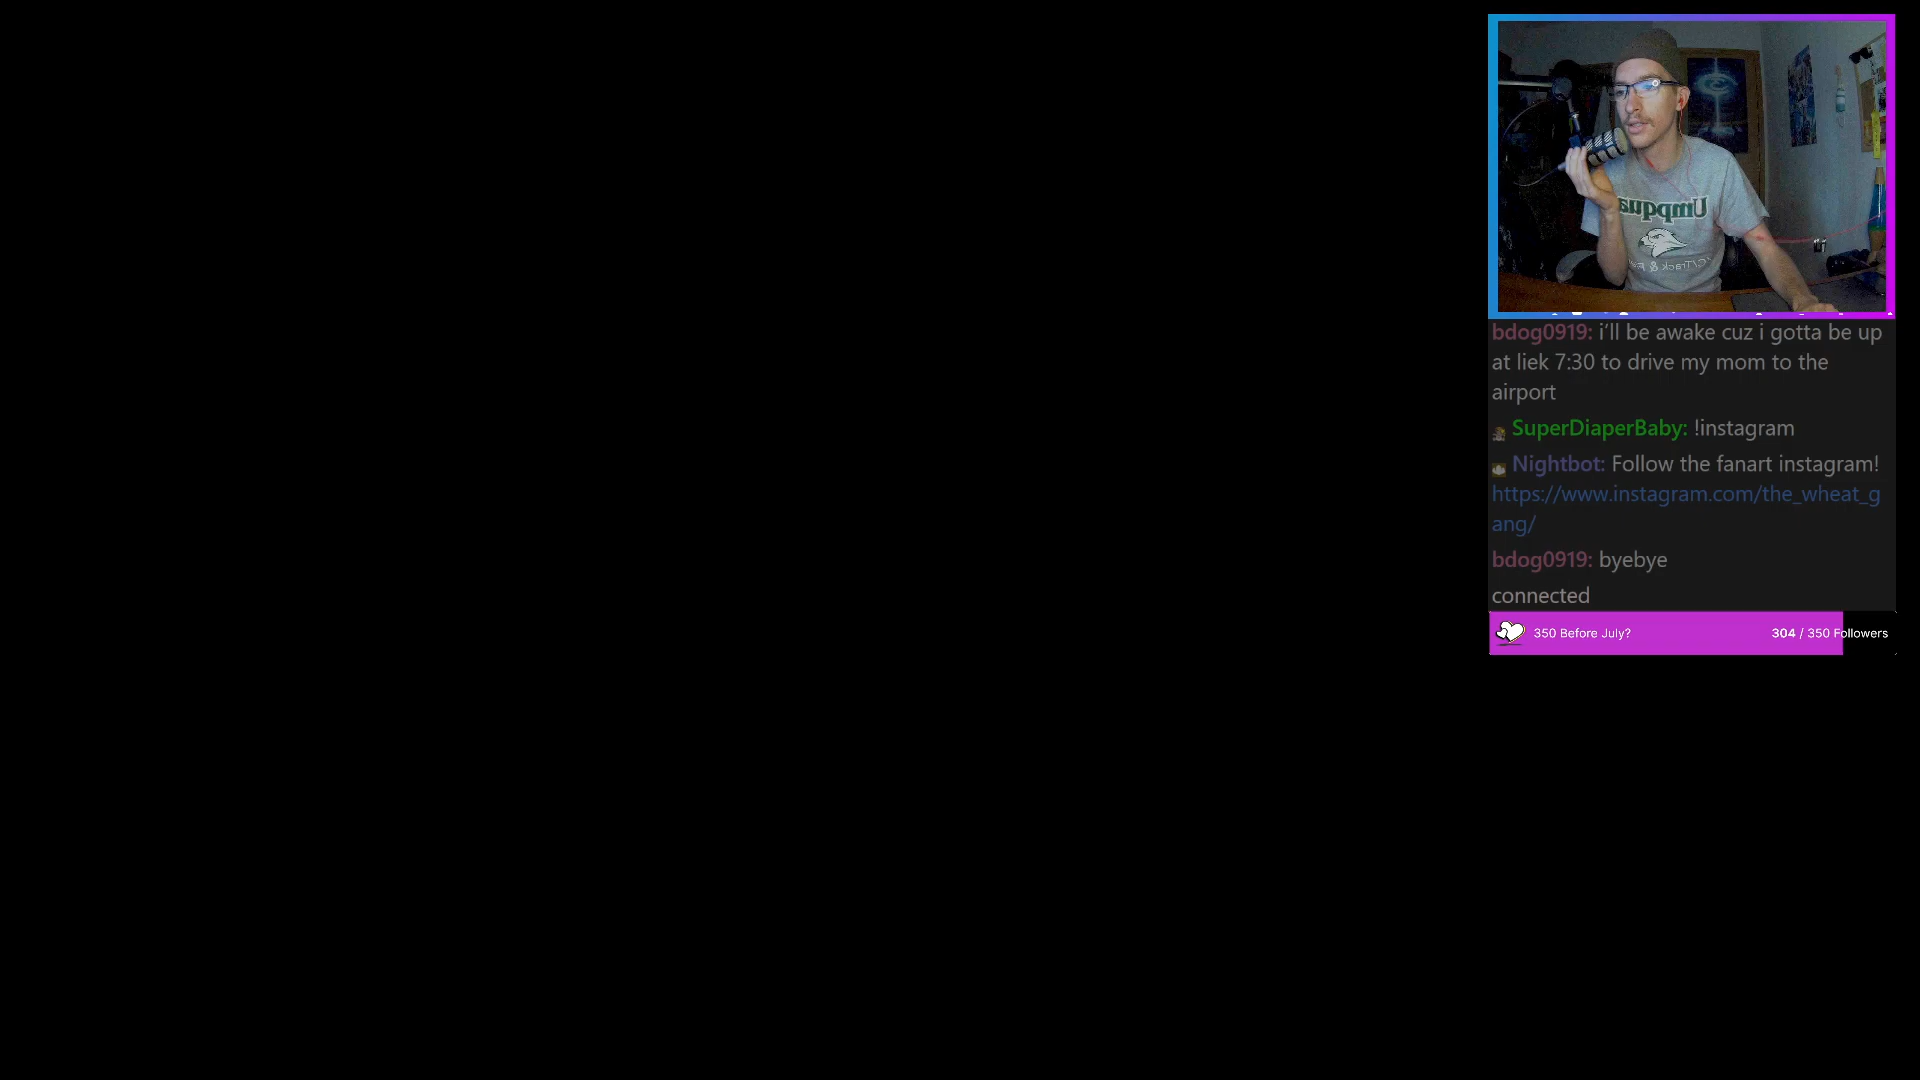 Umpqua
bdog0919: i'll be awake cuz i gotta be up
at liek 7:30 to drive my mom to the
airport
SuperDiaperBaby: !instagram
Nightbot: Follow the fanart instagram!
https://www.instagram.com/the_wheat_g
ang/
bdog0919: byebye
connected
350 Before July? 304 / 350 Followers